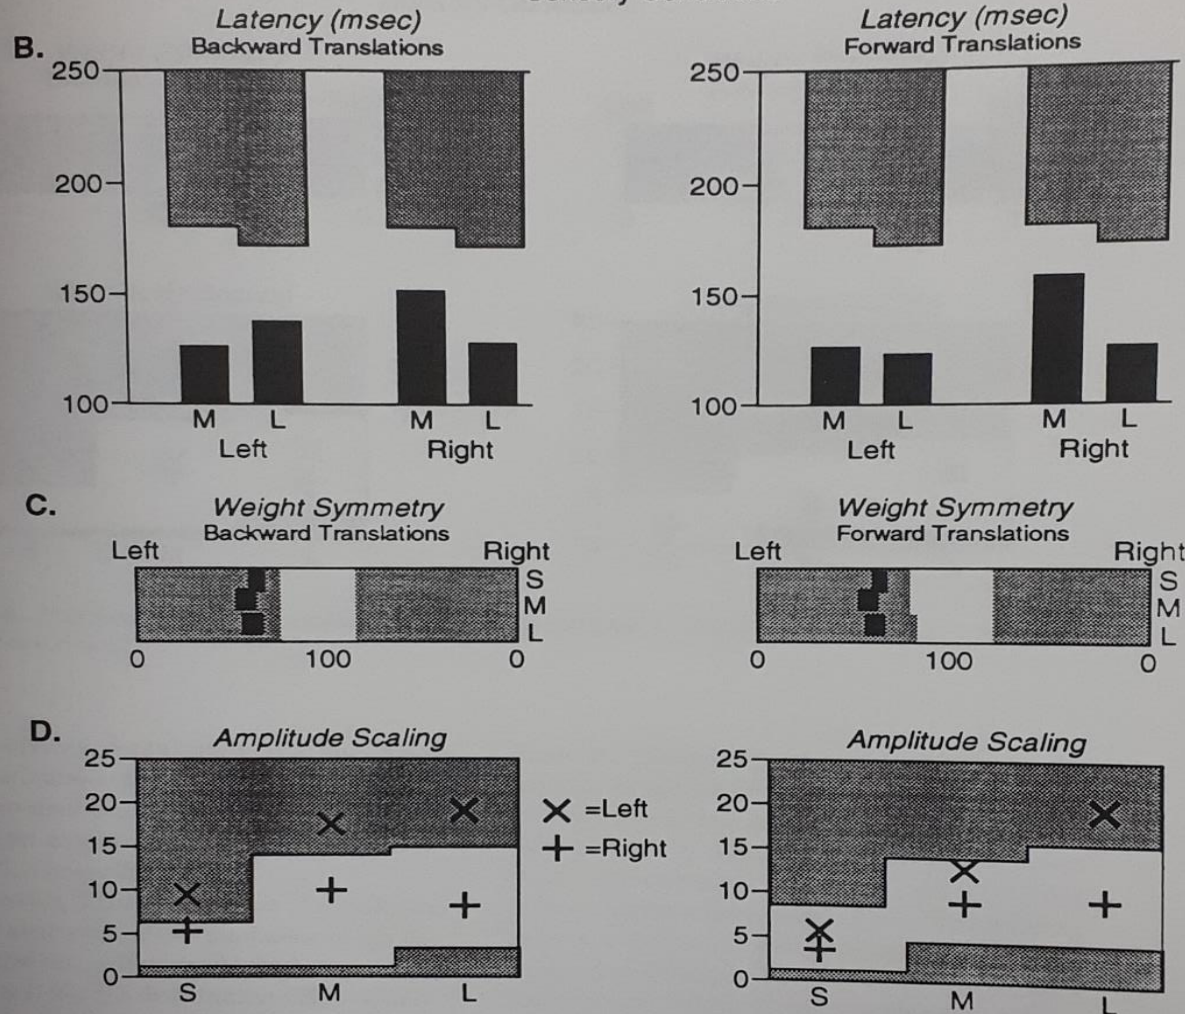 B.
Latency (msec)
Backward Translations
250
200
150
100
M L M L
Left Right
Latency (msec)
Forward Translations
250
200
150
100
M L M L
Left Right
C.
Weight Symmetry
Backward Translations
Left Right
S
M
L
0 100 0
Weight Symmetry
Forward Translations
Left Right
S
M
L
0 100 0
D.
Amplitude Scaling
25
20
15
10
5
0
S M L
X =Left
+ =Right
Amplitude Scaling
25
20
15
10
5
0
S M L